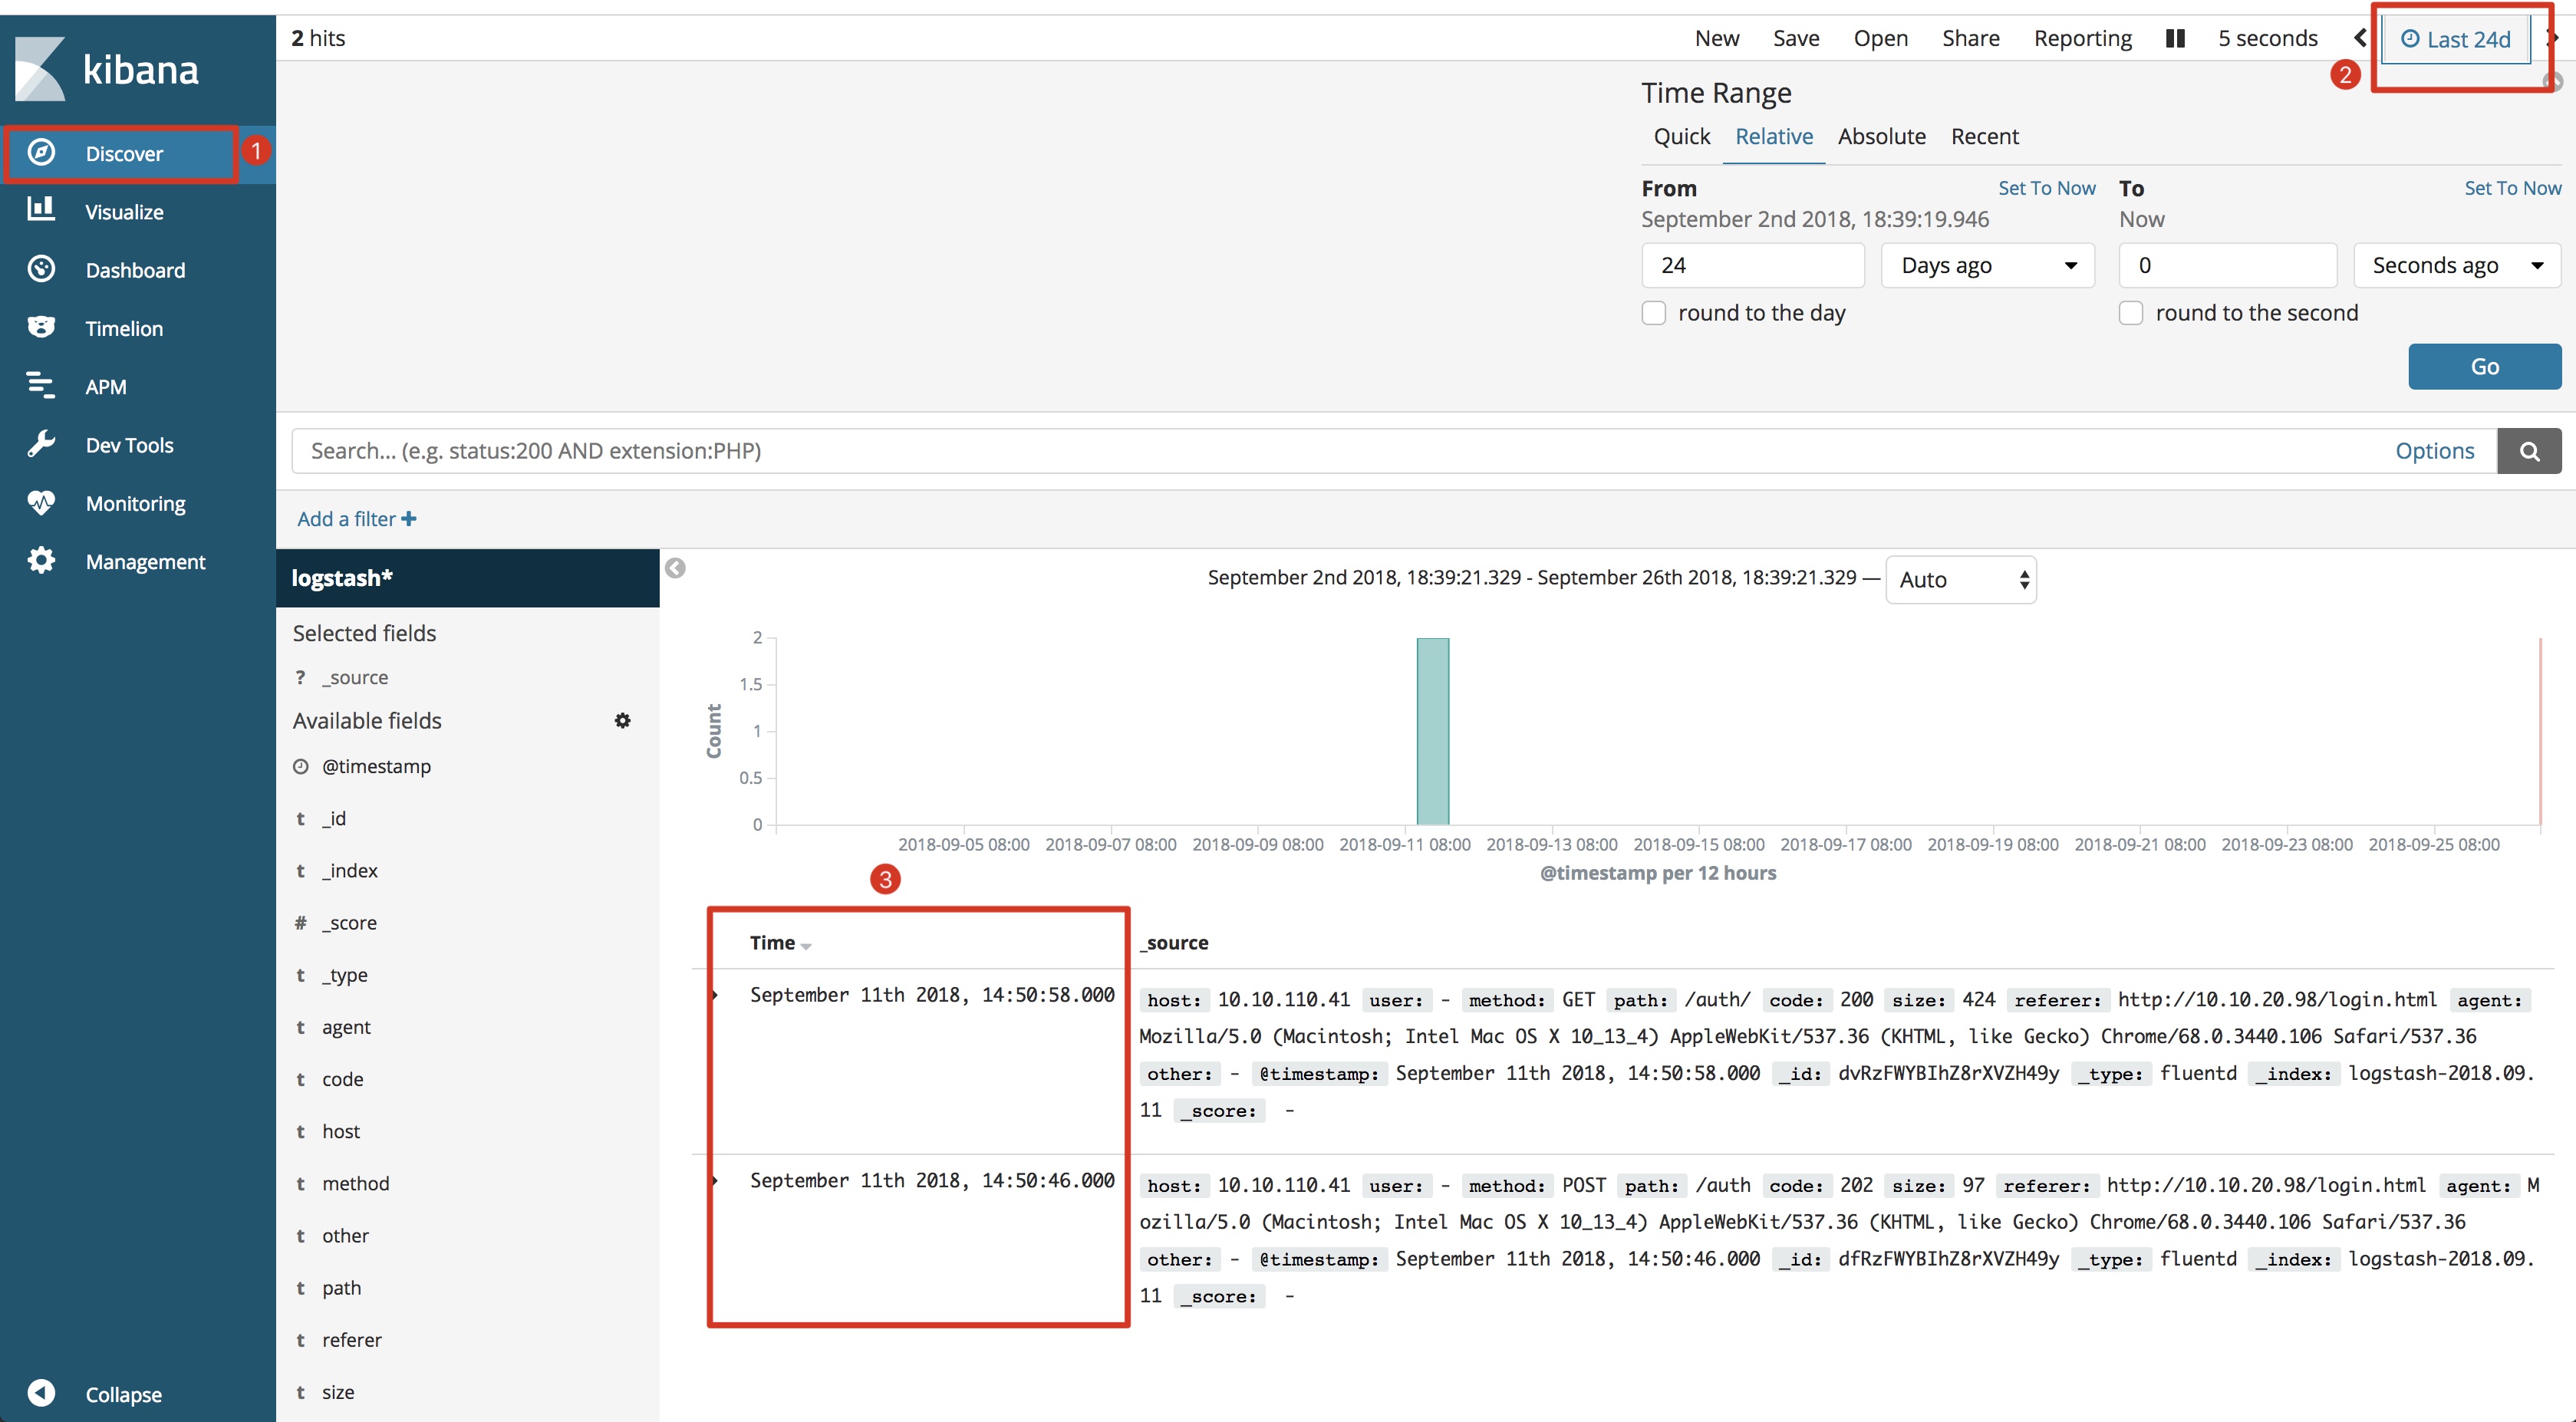 kibana
1 Discover
Visualize
Dashboard
Timelion
APM
Dev Tools
Monitoring
Management
Collapse
2 hits
New Save Open Share Reporting 5 seconds Last 24d
2
Time Range
Quick Relative Absolute Recent
From Set To Now To Set To Now
September 2nd 2018, 18:39:19.946 Now
24 Days ago 0 Seconds ago
round to the day round to the second
Go
Search... (e.g. status:200 AND extension:PHP) Options
Add a filter
logstash*
Selected fields
? _source
Available fields
@timestamp
t _id
t _index
# _score
t _type
t agent
t code
t host
t method
t other
t path
t referer
t size
September 2nd 2018, 18:39:21.329 - September 26th 2018, 18:39:21.329 — Auto
Count
2
1.5
1
0.5
0
2018-09-05 08:00 2018-09-07 08:00 2018-09-09 08:00 2018-09-11 08:00 2018-09-13 08:00 2018-09-15 08:00 2018-09-17 08:00 2018-09-19 08:00 2018-09-21 08:00 2018-09-23 08:00 2018-09-25 08:00
@timestamp per 12 hours
3
Time _source
September 11th 2018, 14:50:58.000 host: 10.10.110.41 user: - method: GET path: /auth/ code: 200 size: 424 referer: http://10.10.20.98/login.html agent:
Mozilla/5.0 (Macintosh; Intel Mac OS X 10_13_4) AppleWebKit/537.36 (KHTML, like Gecko) Chrome/68.0.3440.106 Safari/537.36
other: - @timestamp: September 11th 2018, 14:50:58.000 _id: dvRzFWYBIhZ8rXVZH49y _type: fluentd _index: logstash-2018.09.
11 _score: -
September 11th 2018, 14:50:46.000 host: 10.10.110.41 user: - method: POST path: /auth code: 202 size: 97 referer: http://10.10.20.98/login.html agent: M
ozilla/5.0 (Macintosh; Intel Mac OS X 10_13_4) AppleWebKit/537.36 (KHTML, like Gecko) Chrome/68.0.3440.106 Safari/537.36
other: - @timestamp: September 11th 2018, 14:50:46.000 _id: dfRzFWYBIhZ8rXVZH49y _type: fluentd _index: logstash-2018.09.
11 _score: -